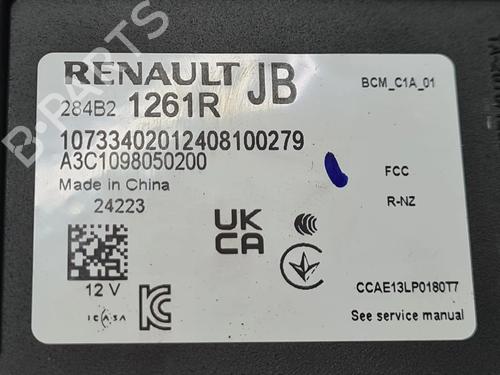 RENAULT JB
BCM_C1A_01
284B2 1261R
10733402012408100279
A3C1098050200
Made in China
FCC
24223
R-NZ
UK
CA
12 V
CCAE13LP0180T7
ICASA
See service manual